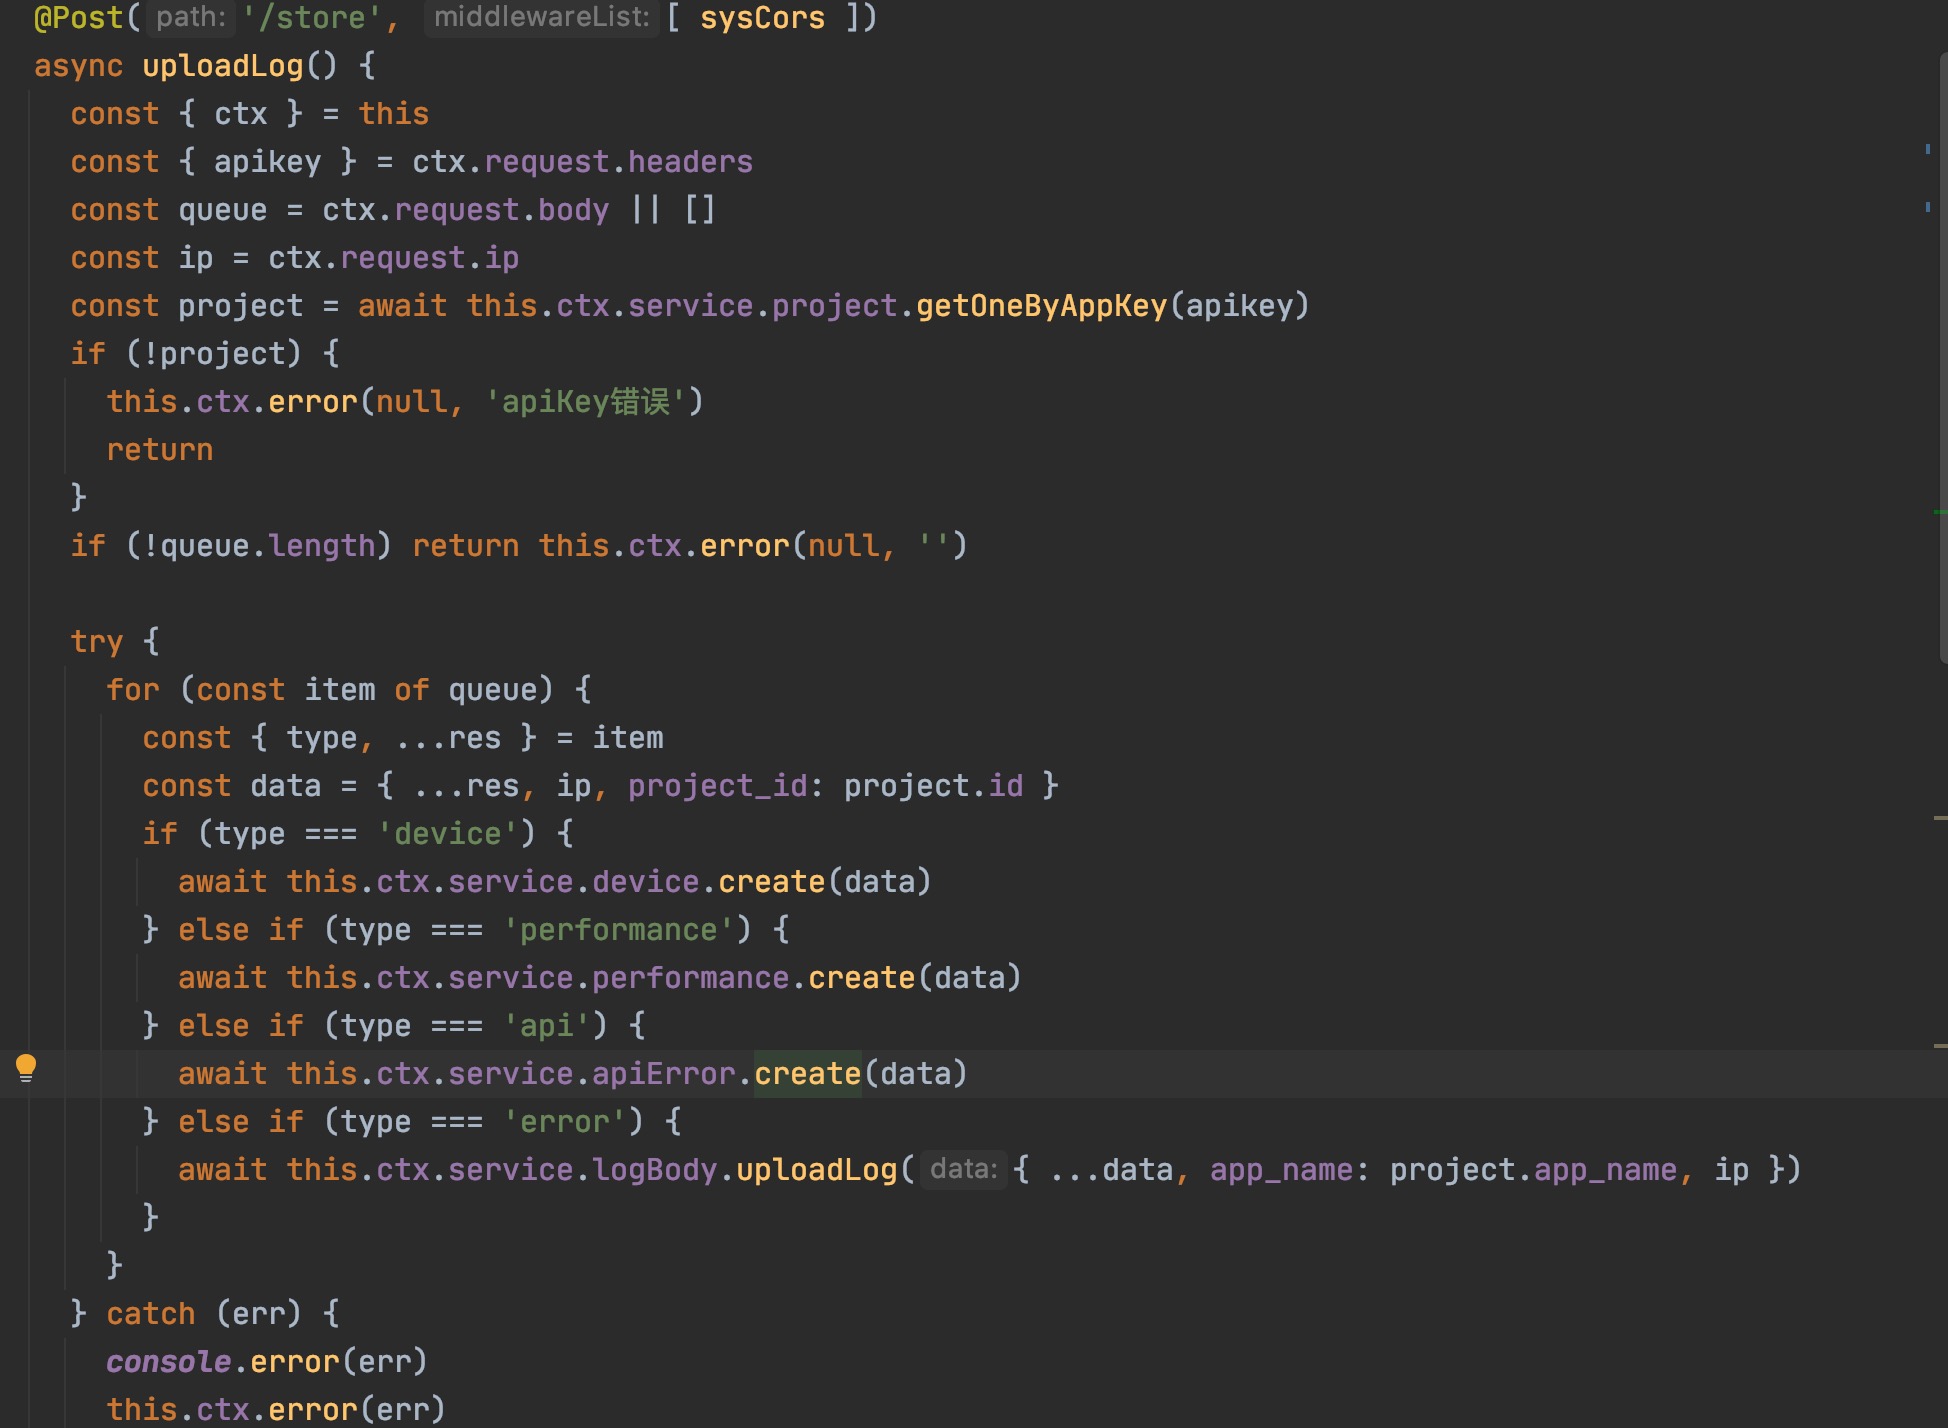 @Post( path: '/store', middlewareList: [ sysCors ])
async uploadLog() {
  const { ctx } = this
  const { apikey } = ctx.request.headers
  const queue = ctx.request.body || []
  const ip = ctx.request.ip
  const project = await this.ctx.service.project.getOneByAppKey(apikey)
  if (!project) {
    this.ctx.error(null, 'apiKey错误')
    return
  }
  if (!queue.length) return this.ctx.error(null, '')

  try {
    for (const item of queue) {
      const { type, ...res } = item
      const data = { ...res, ip, project_id: project.id }
      if (type === 'device') {
        await this.ctx.service.device.create(data)
      } else if (type === 'performance') {
        await this.ctx.service.performance.create(data)
      } else if (type === 'api') {
        await this.ctx.service.apiError.create(data)
      } else if (type === 'error') {
        await this.ctx.service.logBody.uploadLog( data: { ...data, app_name: project.app_name, ip })
      }
    }
  } catch (err) {
    console.error(err)
    this.ctx.error(err)